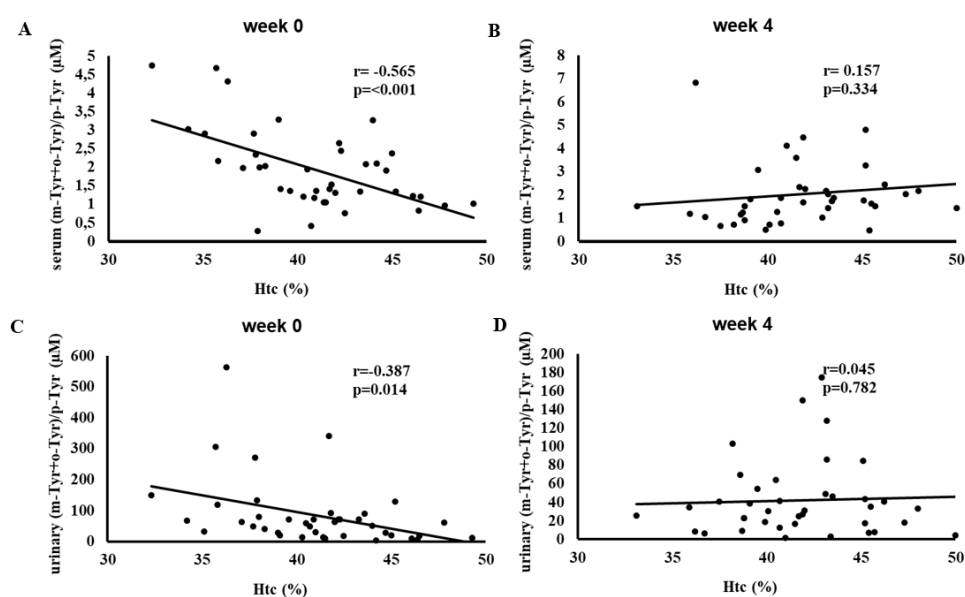 A
week 0
serum (m-Tyr+o-Tyr)/p-Tyr (µM)
5
4,5
4
3,5
3
2,5
2
1,5
1
0,5
0
r= -0.565
p=<0.001
30
35
40
45
50
Htc (%)
B
week 4
serum (m-Tyr+o-Tyr)/p-Tyr (µM)
8
7
6
5
4
3
2
1
0
r= 0.157
p=0.334
30
35
40
45
50
Htc (%)
C
week 0
urinary (m-Tyr+o-Tyr)/p-Tyr (µM)
600
500
400
300
200
100
0
r=-0.387
p=0.014
30
35
40
45
50
Htc (%)
D
week 4
urinary (m-Tyr+o-Tyr)/p-Tyr (µM)
200
180
160
140
120
100
80
60
40
20
0
r=0.045
p=0.782
30
35
40
45
50
Htc (%)